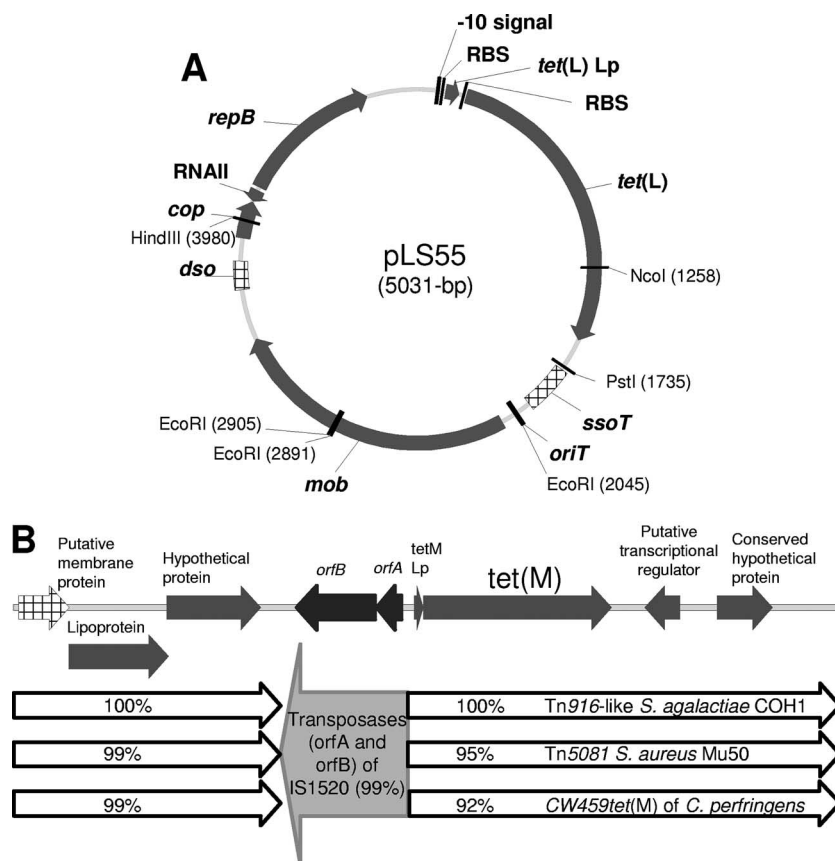 A
-10 signal
RBS
tet(L) Lp
RBS
repB
RNAII
tet(L)
cop
HindIII (3980)
dso
pLS55
(5031-bp)
NcoI (1258)
PstI (1735)
ssoT
oriT
EcoRI (2045)
EcoRI (2905)
EcoRI (2891)
mob
B
Putative
membrane
protein
Hypothetical
protein
orfB
orfA
tetM
Lp
tet(M)
Putative
transcriptional
regulator
Conserved
hypothetical
protein
Lipoprotein
100%
100%
Tn916-like S. agalactiae COH1
Transposases
(orfA and
orfB) of
IS1520 (99%)
99%
95%
Tn5081 S. aureus Mu50
99%
92%
CW459tet(M) of C. perfringens